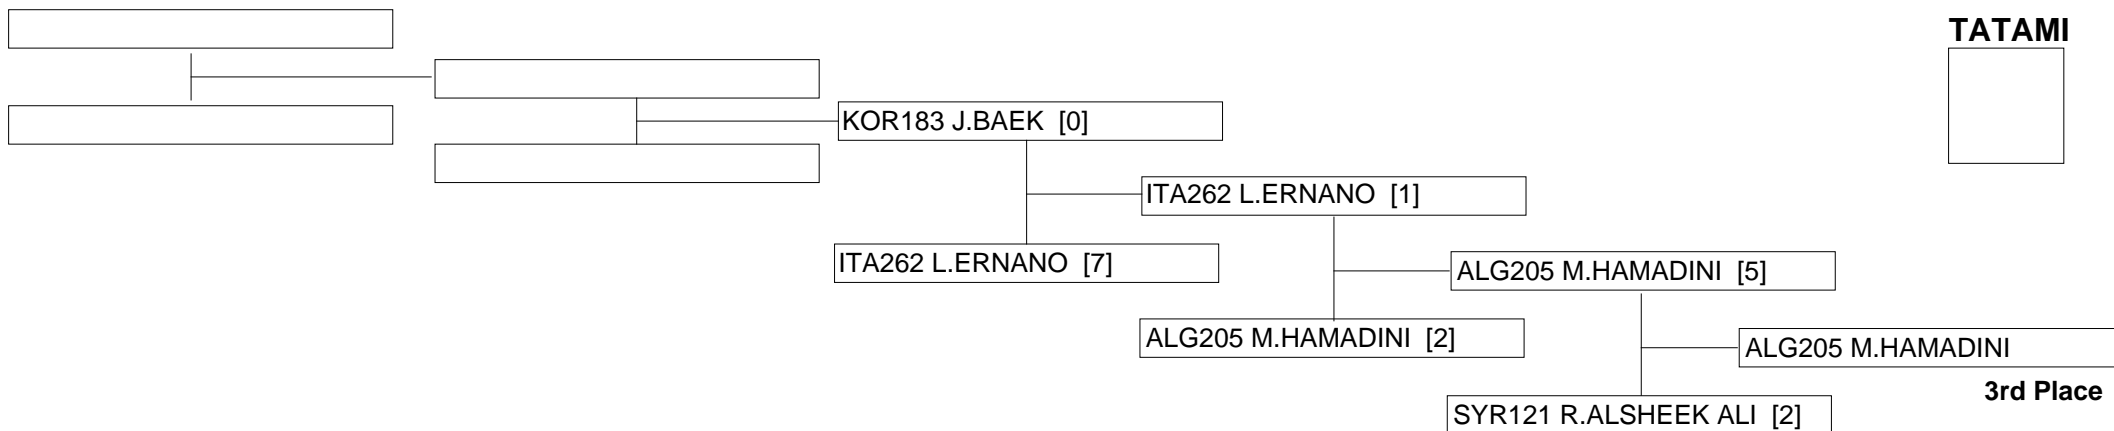 TATAMI
KOR183 J.BAEK [0]
ITA262 L.ERNANO [1]
ITA262 L.ERNANO [7]
ALG205 M.HAMADINI [5]
ALG205 M.HAMADINI [2]
ALG205 M.HAMADINI
3rd Place
SYR121 R.ALSHEEK ALI [2]